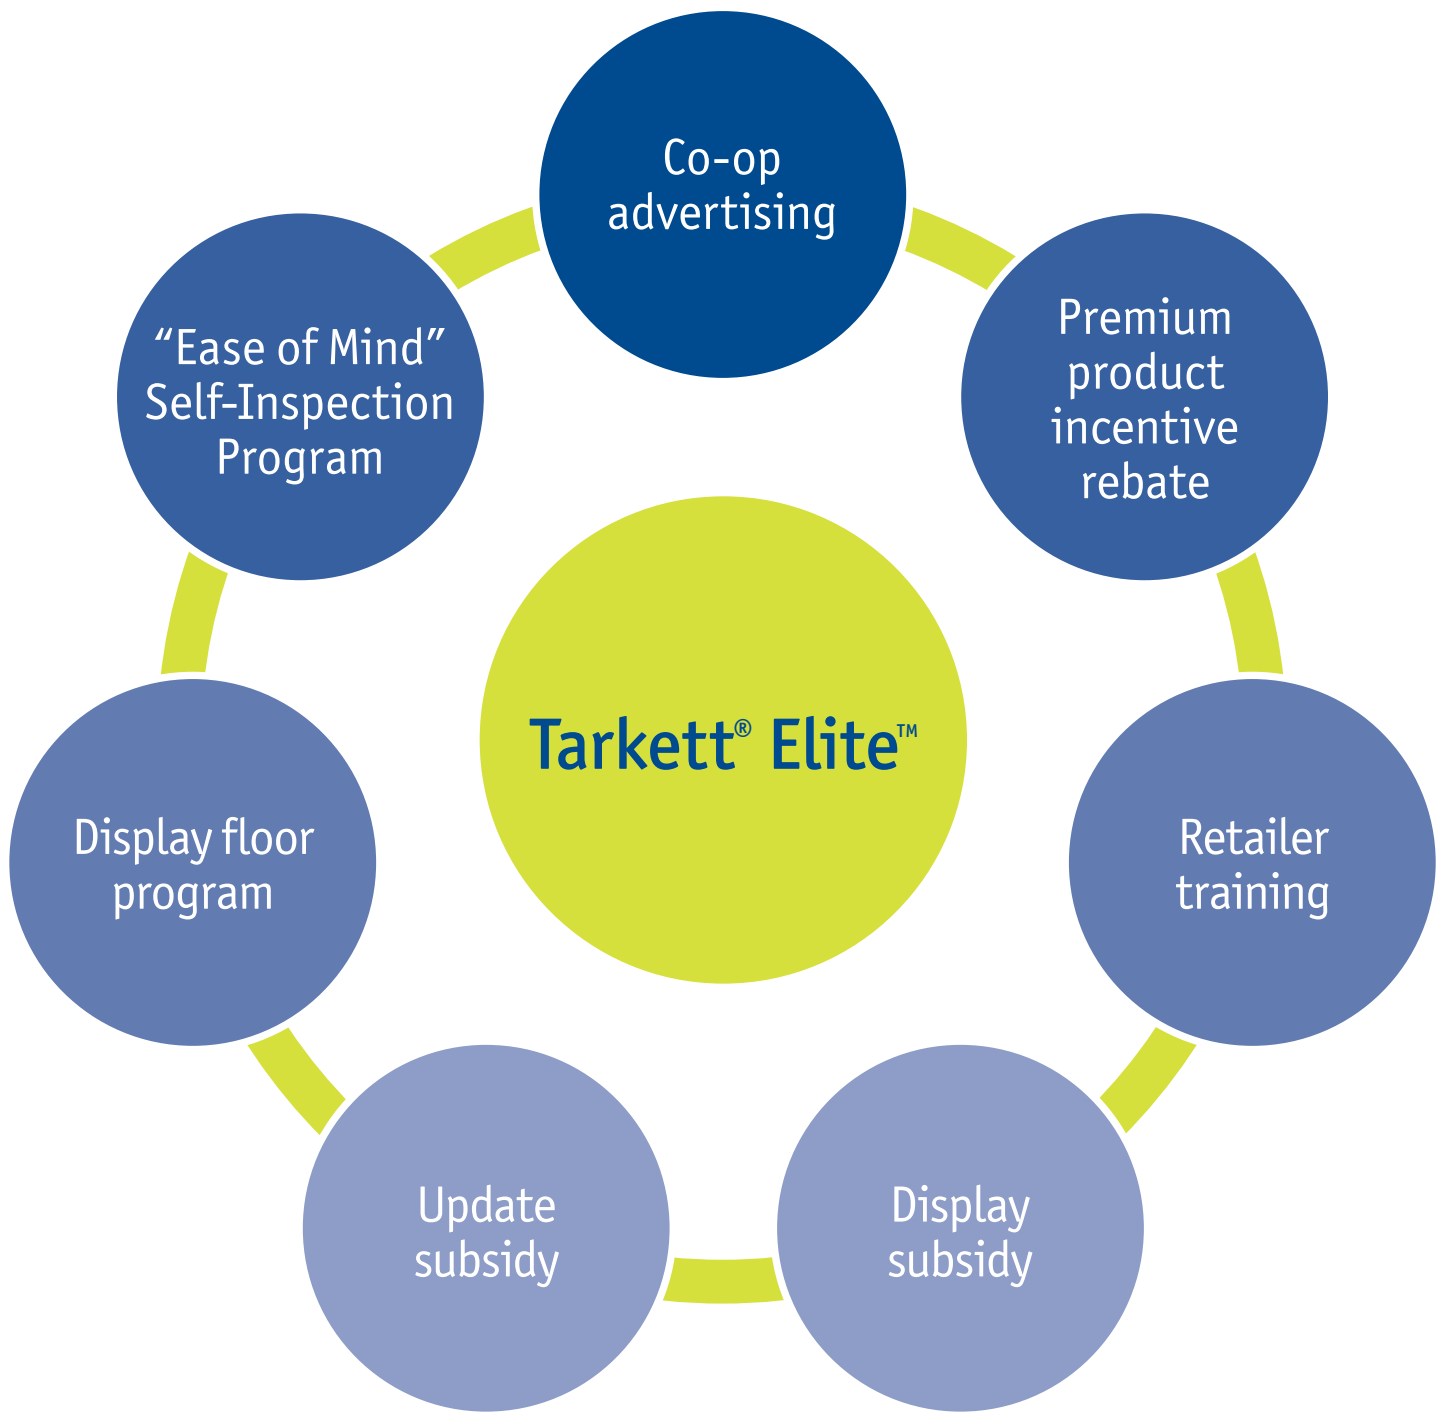 Co-op
advertising
Premium
product
incentive
rebate
Retailer
training
Display
subsidy
Update
subsidy
Display floor
program
“Ease of Mind”
Self-Inspection
Program
Tarkett® Elite™